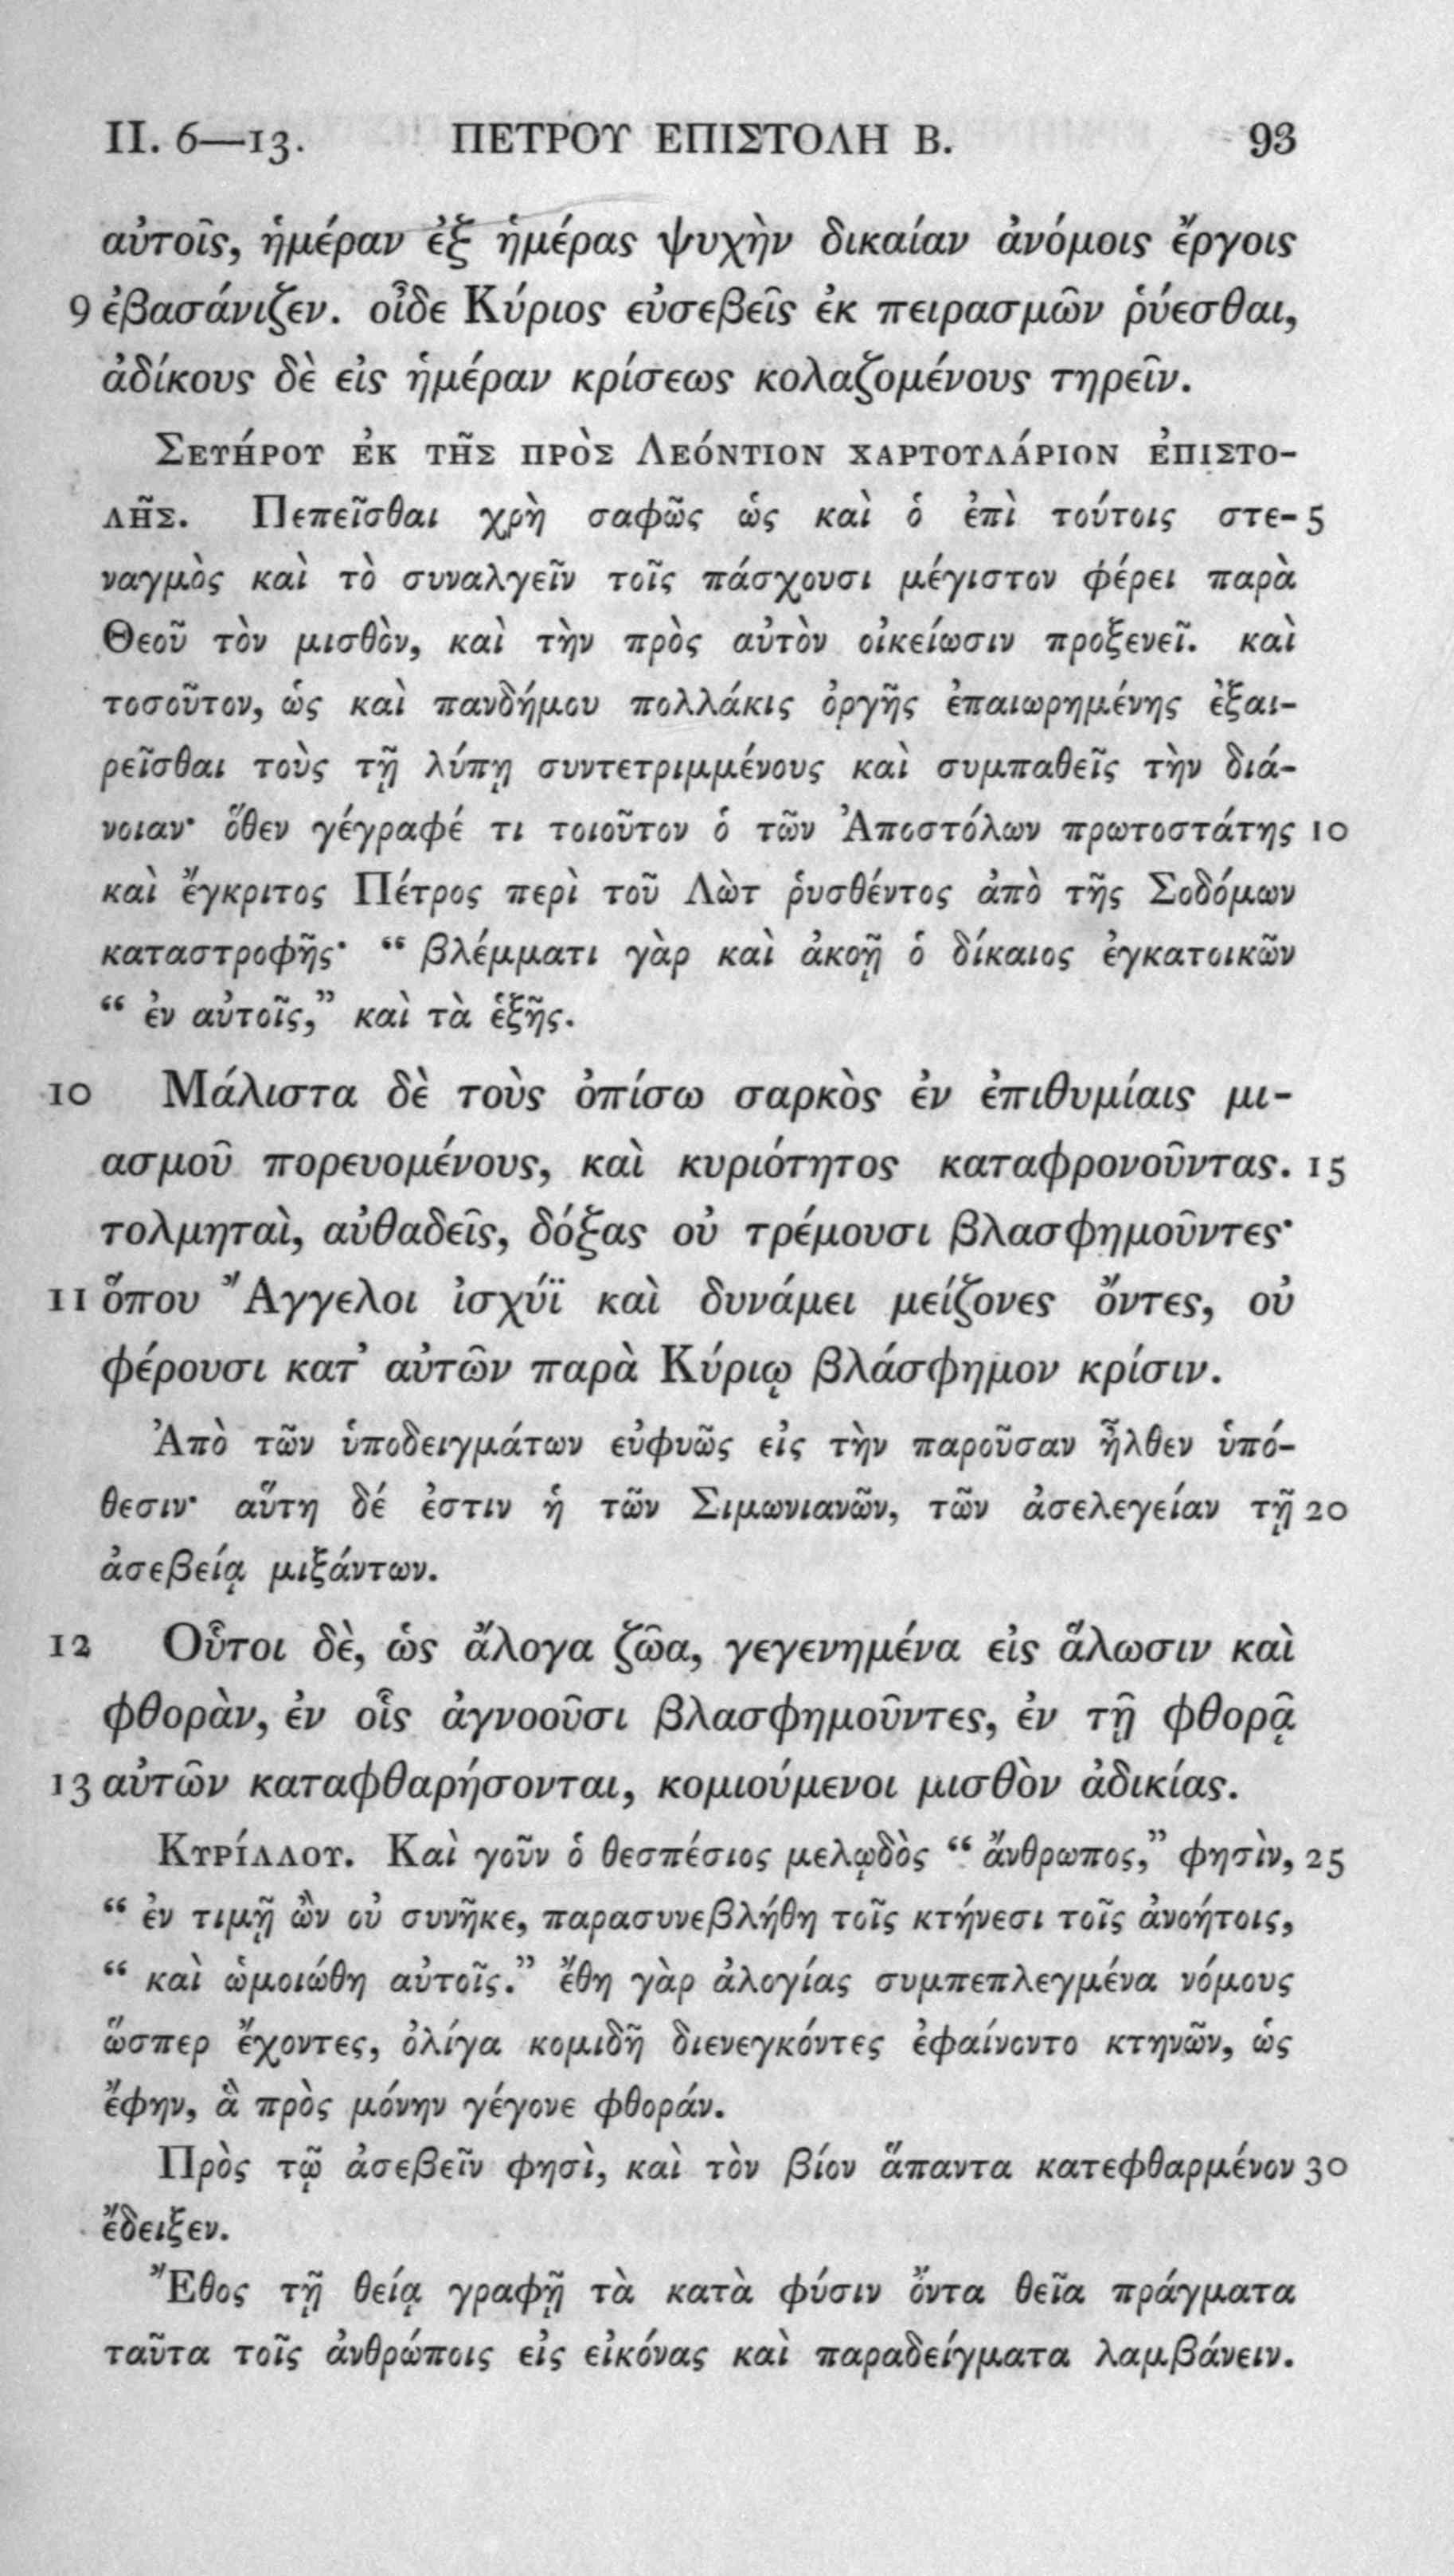 II. 6—13. ΠΕΤΡΟΥ ΕΠΙΣΤΟΛΗ Β. 93
αὐτοῖς, ἡμέραν ἐξ ἡμέρας ψυχὴν δικαίαν ἀνόμοις ἔργοις
9 ἐβασάνιζεν. οἶδε Κύριος εὐσεβεῖς ἐκ πειρασμῶν ῥύεσθαι,
ἀδίκους δὲ εἰς ἡμέραν κρίσεως κολαζομένους τηρεῖν.
ΣΕΥΉΡΟΥ ἘΚ ΤΗ͂Σ ΠΡῸΣ ΛΕΌΝΤΙΟΝ ΧΑΡΤΟΥΛΆΡΙΟΝ ἘΠΙΣΤΟ-
ΛΗ͂Σ. Πεπεῖσθαι χρὴ σαφῶς ὡς καὶ ὁ ἐπὶ τούτοις στε- 5
ναγμὸς καὶ τὸ συναλγεῖν τοῖς πάσχουσι μέγιστον φέρει παρὰ
Θεοῦ τὸν μισθὸν, καὶ τὴν πρὸς αὐτὸν οἰκείωσιν προξενεῖ. καὶ
τοσοῦτον, ὡς καὶ πανδήμου πολλάκις ὀργῆς ἐπαιωρημένης ἐξαι-
ρεῖσθαι τοὺς τῇ λύπῃ συντετριμμένους καὶ συμπαθεῖς τὴν διά-
νοιαν· ὅθεν γέγραφέ τι τοιοῦτον ὁ τῶν Ἀποστόλων πρωτοστάτης 10
καὶ ἔγκριτος Πέτρος περὶ τοῦ Λὼτ ῥυσθέντος ἀπὸ τῆς Σοδόμων
καταστροφῆς· “ βλέμματι γὰρ καὶ ἀκοῇ ὁ δίκαιος ἐγκατοικῶν
“ ἐν αὐτοῖς,” καὶ τὰ ἑξῆς.
10 Μάλιστα δὲ τοὺς ὀπίσω σαρκὸς ἐν ἐπιθυμίαις μι-
ασμοῦ πορευομένους, καὶ κυριότητος καταφρονοῦντας. 15
τολμηταὶ, αὐθαδεῖς, δόξας οὐ τρέμουσι βλασφημοῦντες·
11 ὅπου Ἄγγελοι ἰσχύϊ καὶ δυνάμει μείζονες ὄντες, οὐ
φέρουσι κατ’ αὐτῶν παρὰ Κύριῳ βλάσφημον κρίσιν.
Ἀπὸ τῶν ὑποδειγμάτων εὐφυῶς εἰς τὴν παροῦσαν ἦλθεν ὑπό-
θεσιν· αὕτη δέ ἐστιν ἡ τῶν Σιμωνιανῶν, τῶν ἀσελεγείαν τῇ 20
ἀσεβείᾳ μιξάντων.
12 Οὗτοι δὲ, ὡς ἄλογα ζῶα, γεγενημένα εἰς ἅλωσιν καὶ
φθορὰν, ἐν οἷς ἀγνοοῦσι βλασφημοῦντες, ἐν τῇ φθορᾷ
13 αὐτῶν καταφθαρήσονται, κομιούμενοι μισθὸν ἀδικίας.
ΚΥΡΊΛΛΟΥ. Καὶ γοῦν ὁ θεσπέσιος μελῳδὸς “ ἄνθρωπος,” φησὶν, 25
“ ἐν τιμῇ ὢν οὐ συνῆκε, παρασυνεβλήθη τοῖς κτήνεσι τοῖς ἀνοήτοις,
“ καὶ ὡμοιώθη αὐτοῖς.” ἔθη γὰρ ἀλογίας συμπεπλεγμένα νόμους
ὥσπερ ἔχοντες, ὀλίγα κομιδῆ διενεγκόντες ἐφαίνοντο κτηνῶν, ὡς
ἔφην, ἃ πρὸς μόνην γέγονε φθοράν.
Πρὸς τῷ ἀσεβεῖν φησὶ, καὶ τὸν βίον ἅπαντα κατεφθαρμένον 30
ἔδειξεν.
Ἔθος τῇ θείᾳ γραφῇ τὰ κατὰ φύσιν ὄντα θεῖα πράγματα
ταῦτα τοῖς ἀνθρώποις εἰς εἰκόνας καὶ παραδείγματα λαμβάνειν.